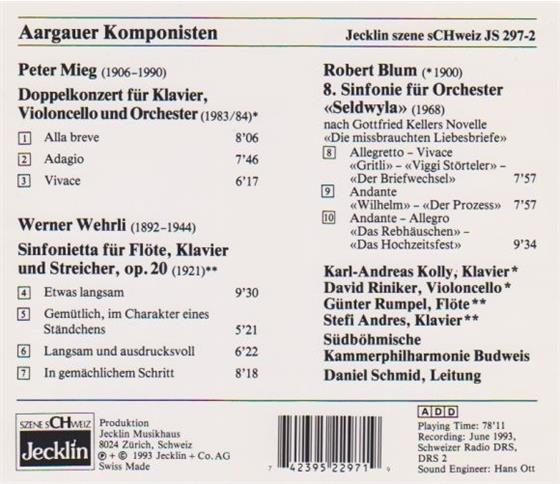 Aargauer Komponisten
Jecklin szene sCHweiz JS 297-2
Peter Mieg (1906–1990)
Doppelkonzert für Klavier,
Violoncello und Orchester (1983/84)*
1 Alla breve 8'06
2 Adagio 7'46
3 Vivace 6'17
Werner Wehrli (1892–1944)
Sinfonietta für Flöte, Klavier
und Streicher, op. 20 (1921)**
4 Etwas langsam 9'30
5 Gemütlich, im Charakter eines
Ständchens 5'21
6 Langsam und ausdrucksvoll 6'22
7 In gemächlichem Schritt 8'18
Robert Blum (*1900)
8. Sinfonie für Orchester
«Seldwyla» (1968)
nach Gottfried Kellers Novelle
«Die missbrauchten Liebesbriefe»
8 Allegretto – Vivace
«Gritli» – «Viggi Störteler» –
«Der Briefwechsel» 7'57
9 Andante
«Wilhelm» – «Der Prozess» 7'57
10 Andante – Allegro
«Das Rebhäuschen» –
«Das Hochzeitsfest» 9'34
Karl-Andreas Kolly, Klavier*
David Riniker, Violoncello*
Günter Rumpel, Flöte**
Stefi Andres, Klavier**
Südböhmische
Kammerphilharmonie Budweis
Daniel Schmid, Leitung
SZENE sCHWEIZ
Jecklin
Produktion
Jecklin Musikhaus
8024 Zürich, Schweiz
℗ + © 1993 Jecklin + Co. AG
Swiss Made
7 42395 22971 9
A D D
Playing Time: 78'11
Recording: June 1993,
Schweizer Radio DRS,
DRS 2
Sound Engineer: Hans Ott